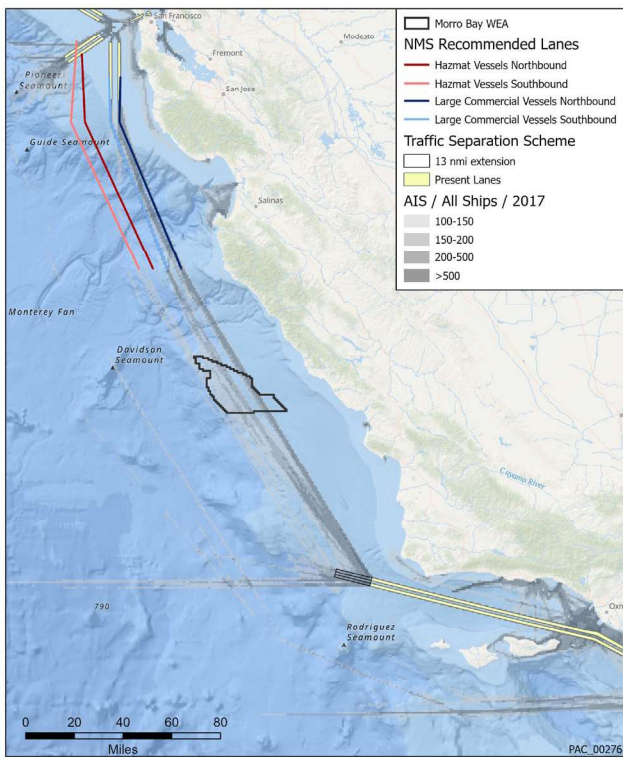 San Francisco
Modesto
Fremont
San Jose
Pioneer
Seamount
Guide Seamount
Salinas
Monterey Fan
Davidson
Seamount
Cuyama River
790
Rodriguez
Seamount
Oxn
Morro Bay WEA
NMS Recommended Lanes
Hazmat Vessels Northbound
Hazmat Vessels Southbound
Large Commercial Vessels Northbound
Large Commercial Vessels Southbound
Traffic Separation Scheme
13 nmi extension
Present Lanes
AIS / All Ships / 2017
100-150
150-200
200-500
>500
0 20 40 60 80
Miles
PAC_00276